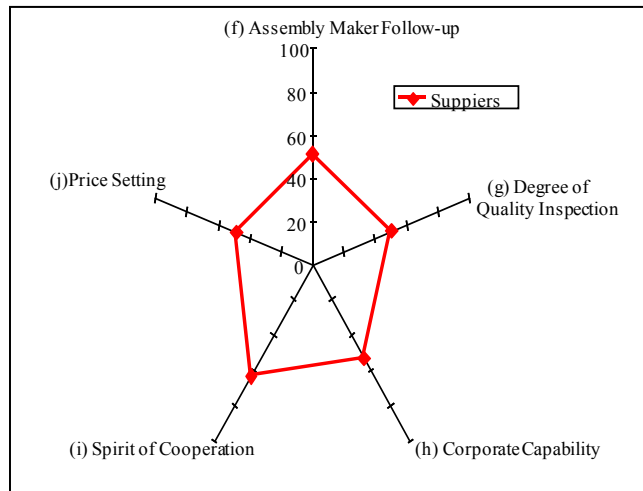 (f) Assembly Maker Follow-up
100
80
60
40
20
0
Suppiers
(j)Price Setting
(g) Degree of
Quality Inspection
(i) Spirit of Cooperation
(h) Corporate Capability